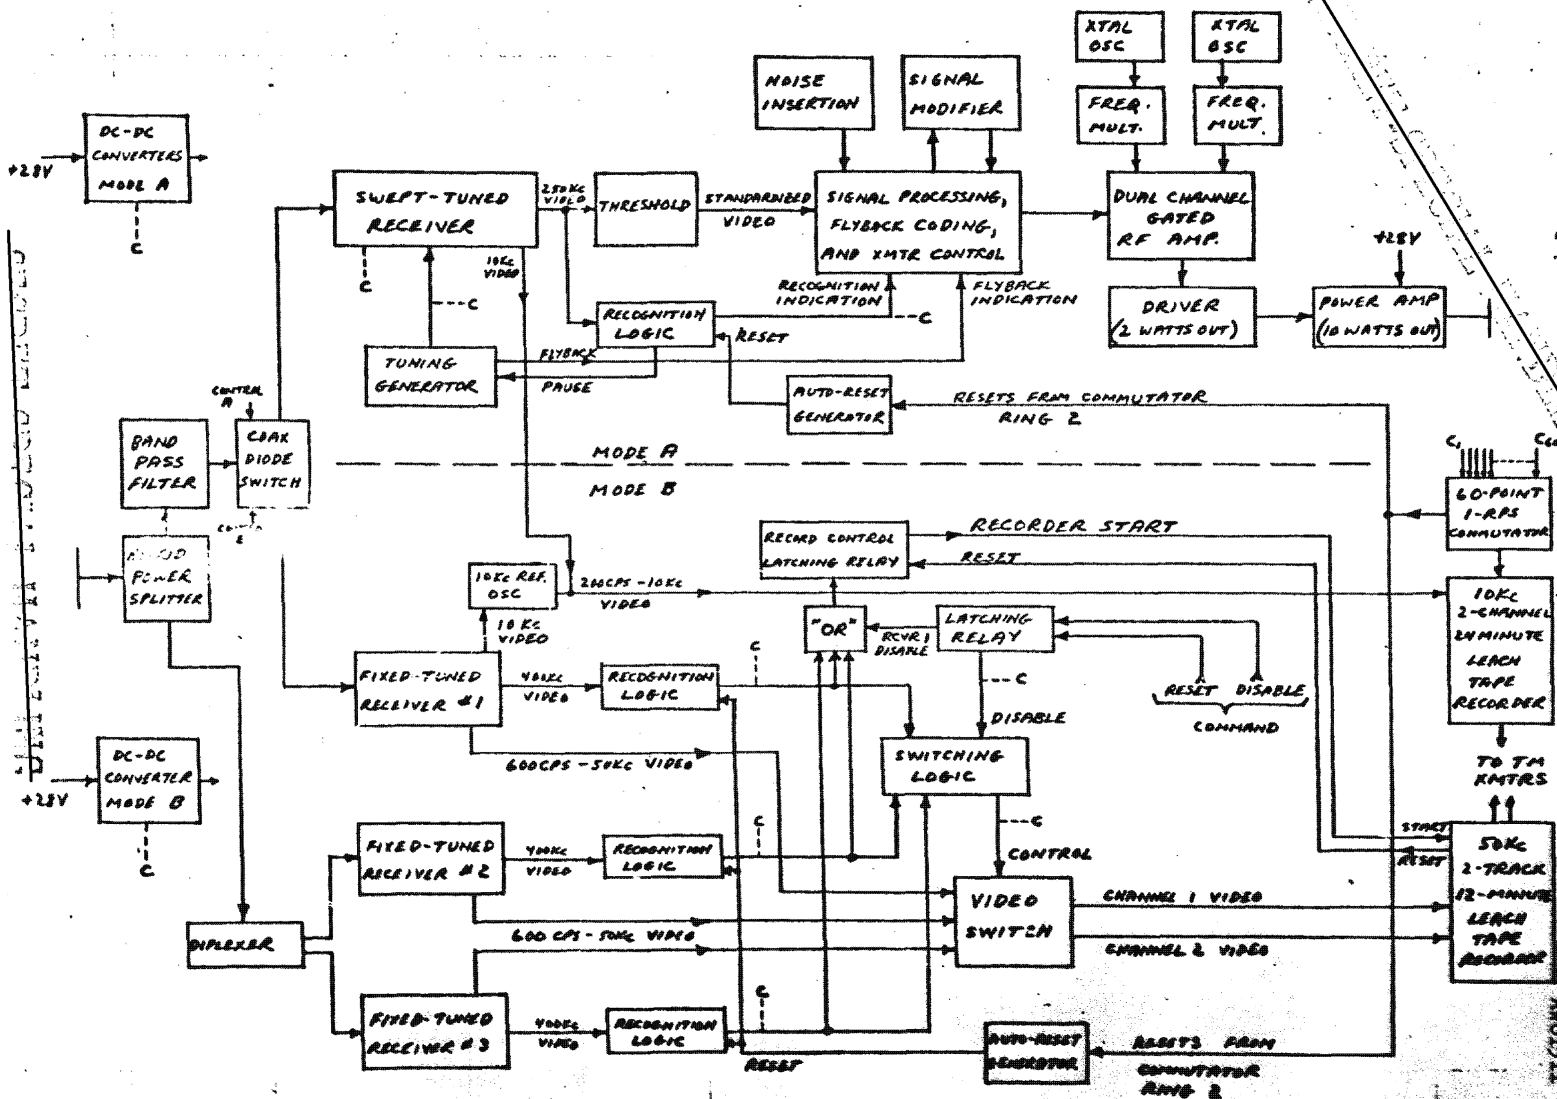 XTAL
OSC
XTAL
OSC
NOISE
INSERTION
SIGNAL
MODIFIER
FREQ.
MULT.
FREQ.
MULT.
DC-DC
CONVERTERS
MODE A
+28V
C
SWEPT-TUNED
RECEIVER
250KC
VIDEO
THRESHOLD
STANDARDIZED
VIDEO
SIGNAL PROCESSING,
FLYBACK CODING,
AND XMTR CONTROL
DUAL CHANNEL
GATED
RF AMP.
+28V
C
10KC
VIDEO
C
RECOGNITION
INDICATION
FLYBACK
INDICATION
C
RECOGNITION
LOGIC
RESET
DRIVER
(2 WATTS OUT)
POWER AMP
(10 WATTS OUT)
TUNING
GENERATOR
FLYBACK
PAUSE
AUTO-RESET
GENERATOR
RESETS FROM COMMUTATOR
RING 2
CONTROL
A
BAND
PASS
FILTER
COAX
DIODE
SWITCH
MODE A
MODE B
C1
C60
60-POINT
1-RPS
COMMUTATOR
POWER
SPLITTER
RECORD CONTROL
LATCHING RELAY
RECORDER START
RESET
10KC REF.
OSC
200CPS-10KC
VIDEO
10KC
2-CHANNEL
24 MINUTE
LEACH
TAPE
RECORDER
10 KC
VIDEO
"OR"
RCVR 1
DISABLE
LATCHING
RELAY
C
C
FIXED-TUNED
RECEIVER #1
400KC
VIDEO
RECOGNITION
LOGIC
RESET DISABLE
COMMAND
DISABLE
600CPS-50KC VIDEO
SWITCHING
LOGIC
TO TM
XMTRS
DC-DC
CONVERTER
MODE B
+28V
C
C
C
CONTROL
START
RESET
FIXED-TUNED
RECEIVER #2
400KC
VIDEO
RECOGNITION
LOGIC
50KC
2-TRACK
12-MINUTE
LEACH
TAPE
RECORDER
VIDEO
SWITCH
CHANNEL 1 VIDEO
CHANNEL 2 VIDEO
600 CPS-50KC VIDEO
DIPLEXER
C
FIXED-TUNED
RECEIVER #3
400KC
VIDEO
RECOGNITION
LOGIC
RESET
AUTO-RESET
GENERATOR
RESETS FROM
COMMUTATOR
RING 2